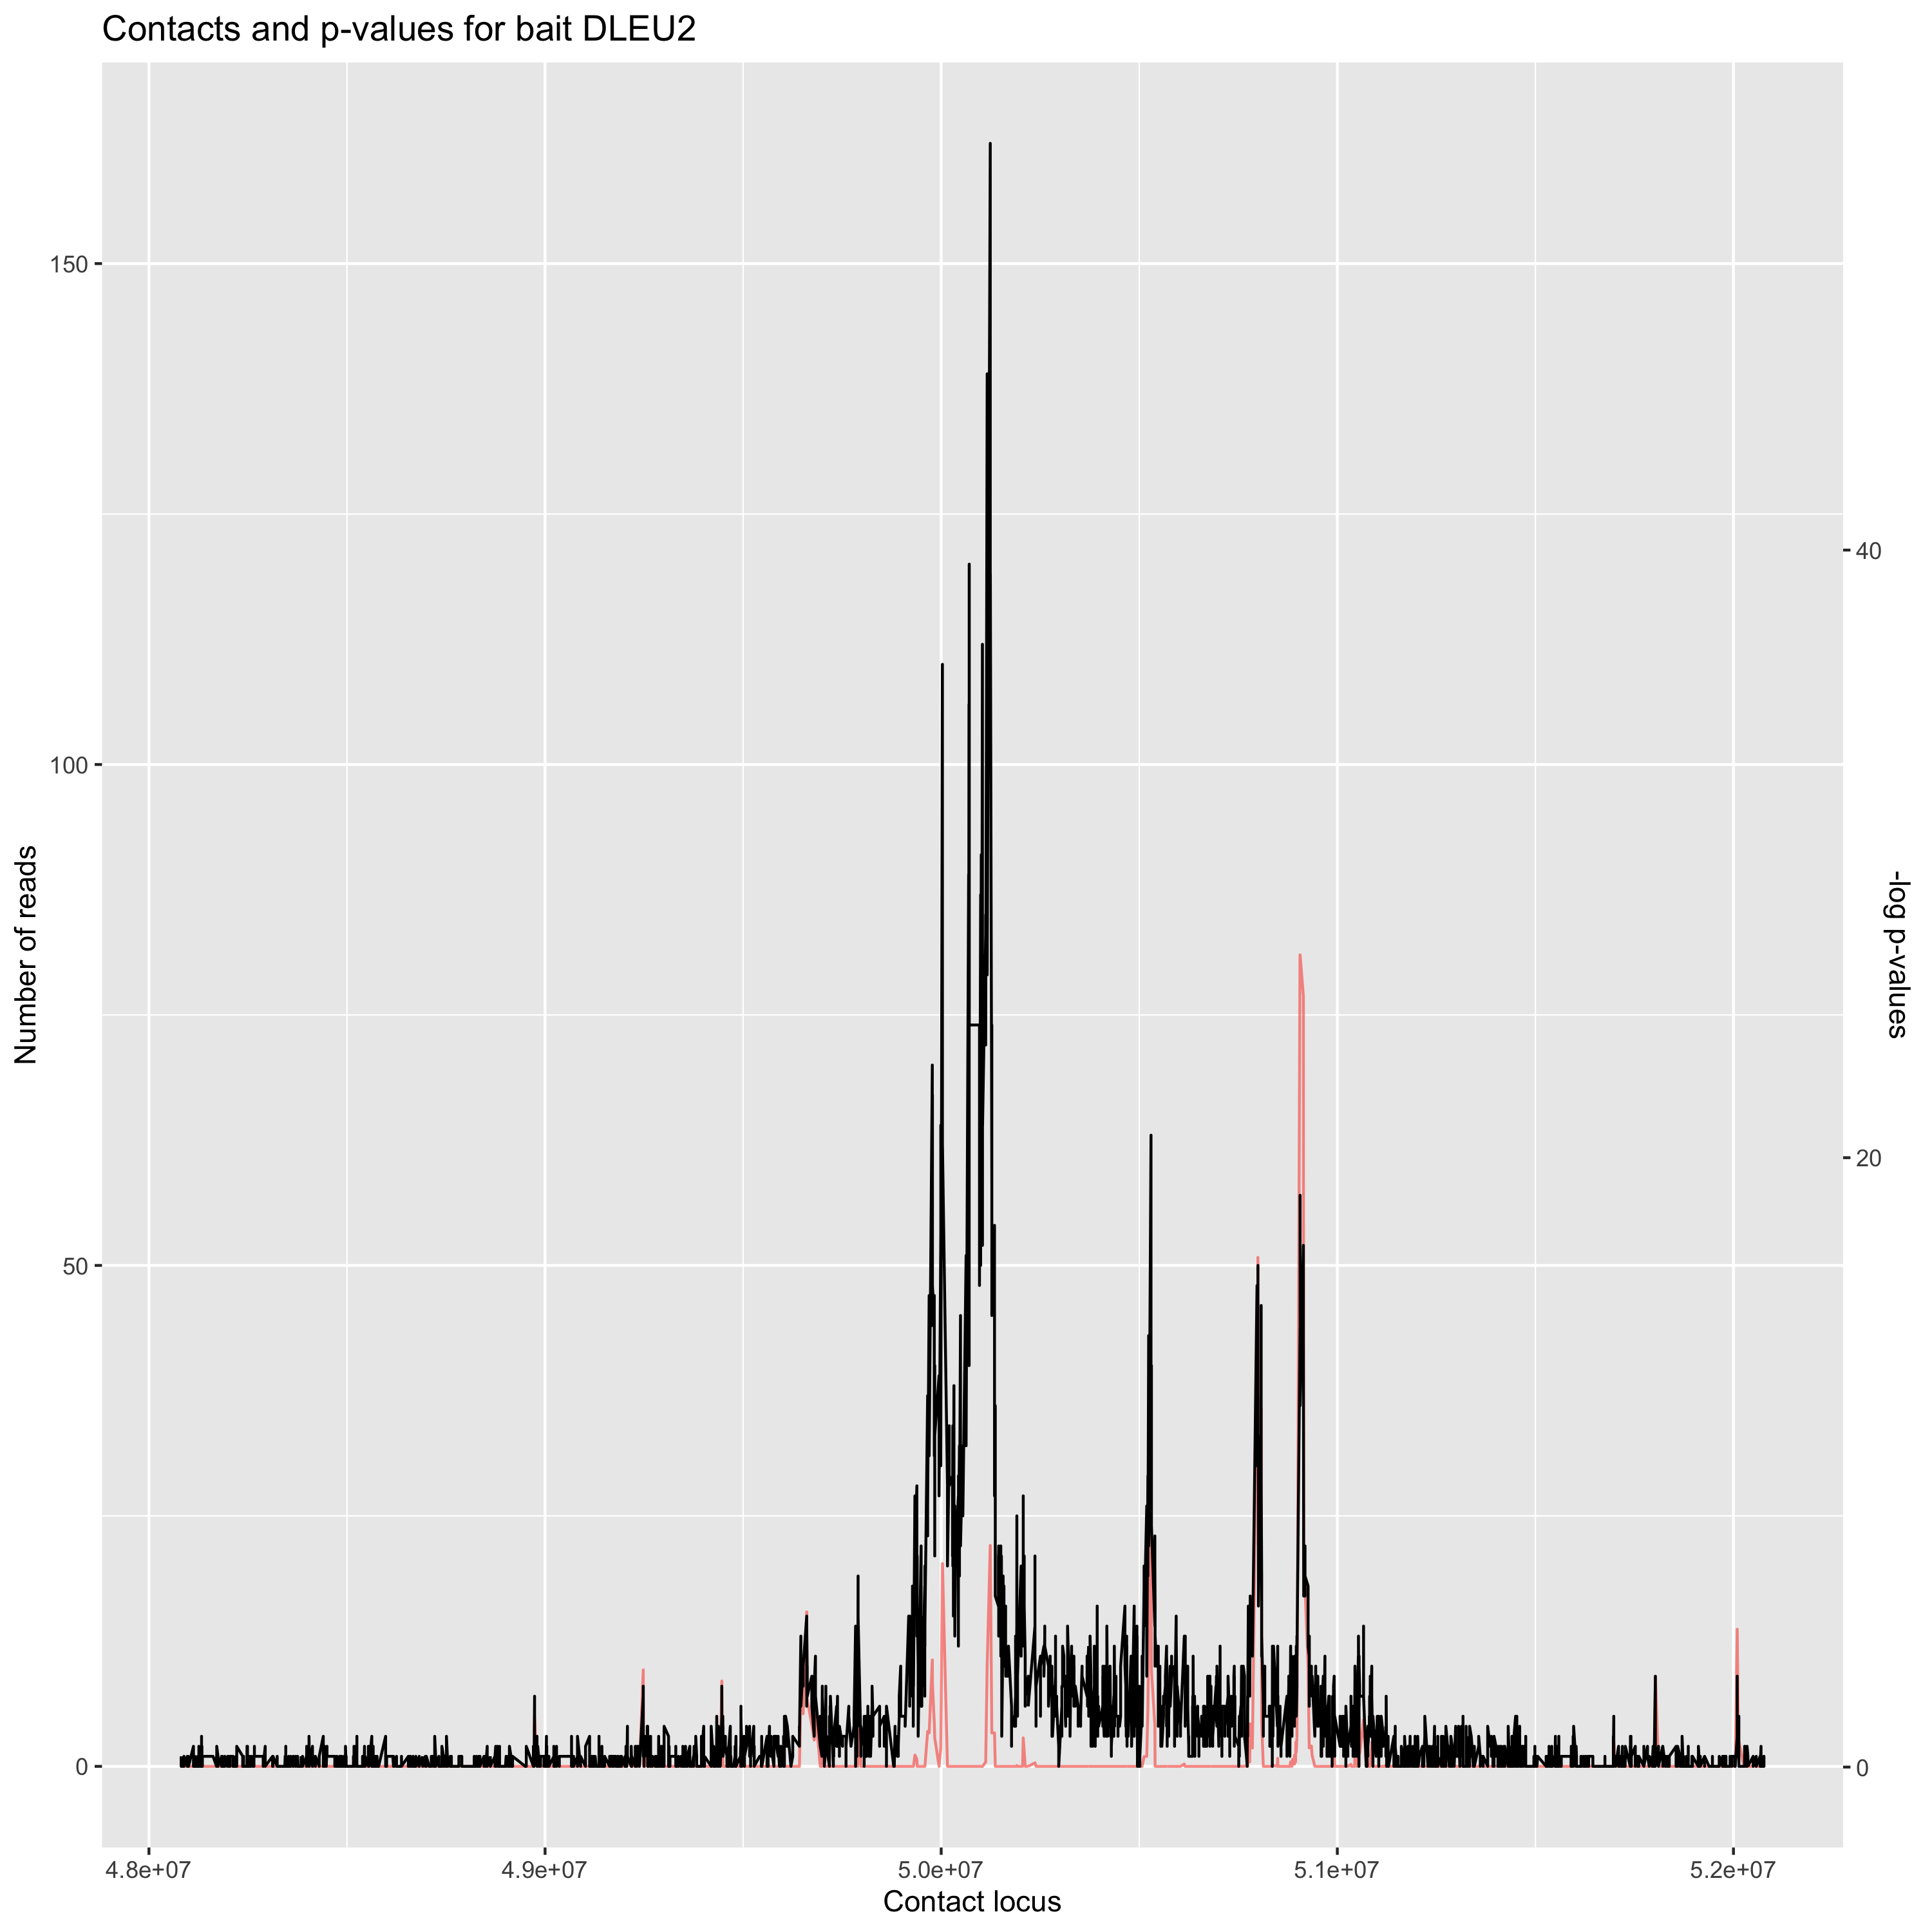 Contacts and p-values for bait DLEU2
150
100
50
0
Number of reads
40
20
0
-log p-values
4.8e+07
4.9e+07
5.0e+07
5.1e+07
5.2e+07
Contact locus